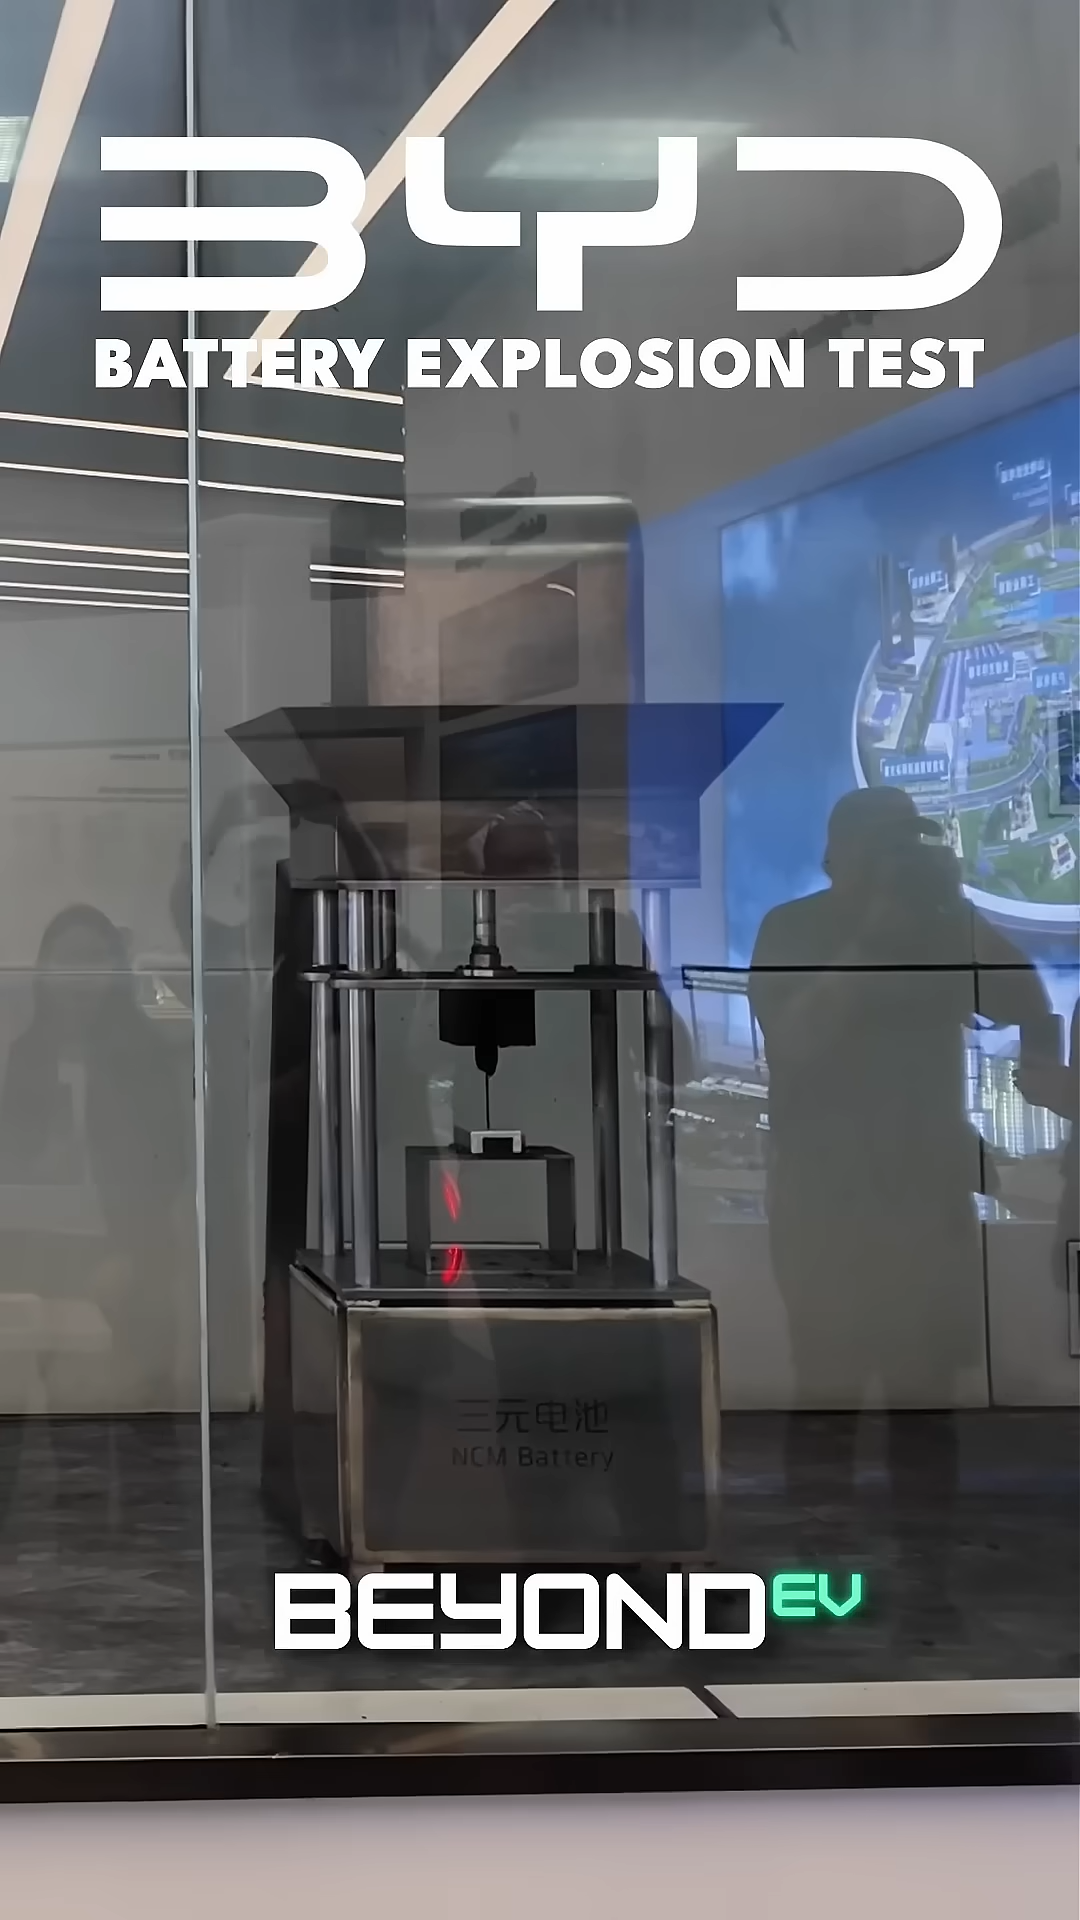 BYD
BATTERY EXPLOSION TEST
三元电池
NCM Battery
BEYOND EV